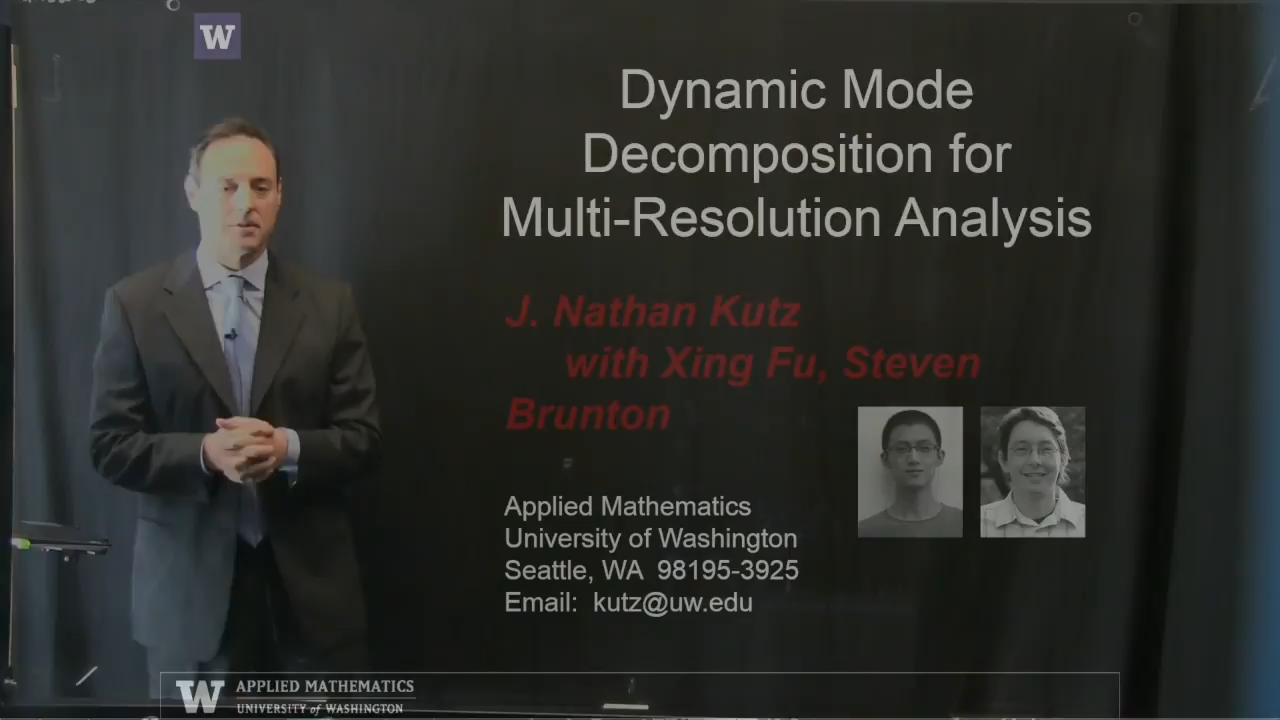 W
Dynamic Mode
Decomposition for
Multi-Resolution Analysis
J. Nathan Kutz
with Xing Fu, Steven
Brunton
Applied Mathematics
University of Washington
Seattle, WA 98195-3925
Email: kutz@uw.edu
W APPLIED MATHEMATICS
UNIVERSITY of WASHINGTON